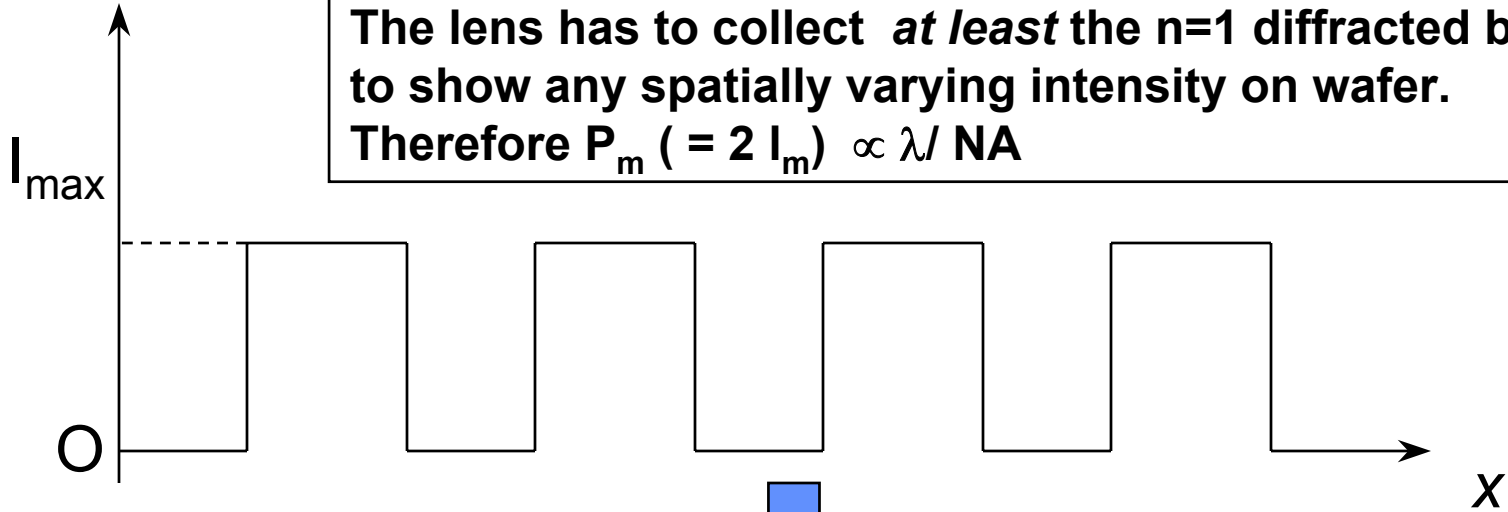 The lens has to collect at least the n=1 diffracted
to show any spatially varying intensity on wafer.
Therefore Pm ( = 2 lm) ∝ λ/ NA
Imax
O
x